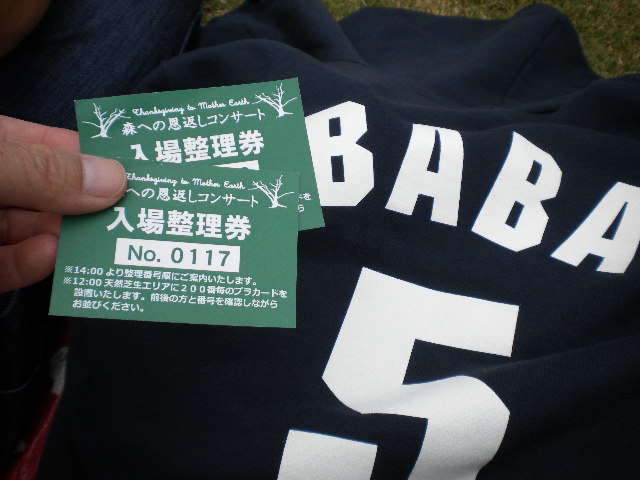 Thanksgiving to Mother Earth
森への恩返しコンサート
入場整理券
Thanksgiving to Mother Earth
森への恩返しコンサート
入場整理券
No. 0117
※14:00 より整理番号順にご案内いたします。
※12:00 天然芝生エリアに200番毎のプラカードを
設置いたします。前後の方と番号を確認しながら
お並びください。
BABA
5